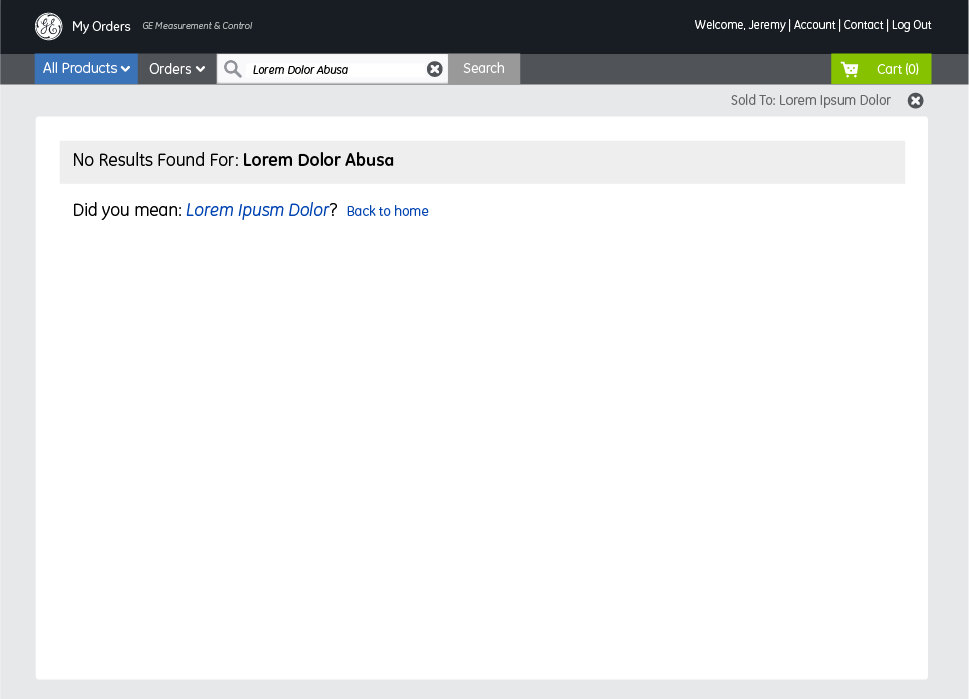 GE My Orders GE Measurement & Control Welcome, Jeremy | Account | Contact | Log Out
All Products Orders Lorem Dolor Abusa Search Cart (0)
Sold To: Lorem Ipsum Dolor
No Results Found For: Lorem Dolor Abusa
Did you mean: Lorem Ipusm Dolor? Back to home